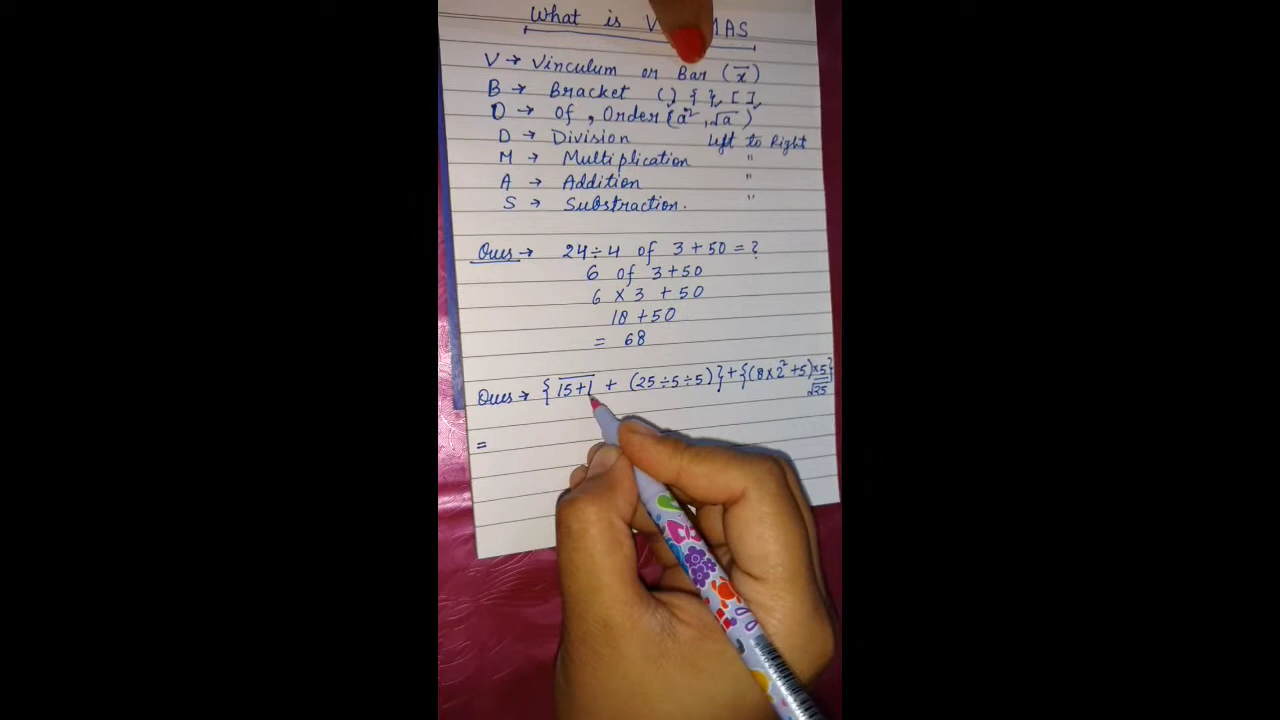 What is V MAS
V → Vinculum or Bar (x̅)
B → Bracket () { }, [ ],
O → Of, Order (a², √a)
D → Division Left to Right
M → Multiplication "
A → Addition "
S → Substraction. "
Ques → 24÷4 of 3+50 = ?
6 of 3+50
6 × 3 + 50
18 +50
= 68
Ques → { 15+1 + (25÷5÷5)} + {(8×2²+5)×5/√25}
=